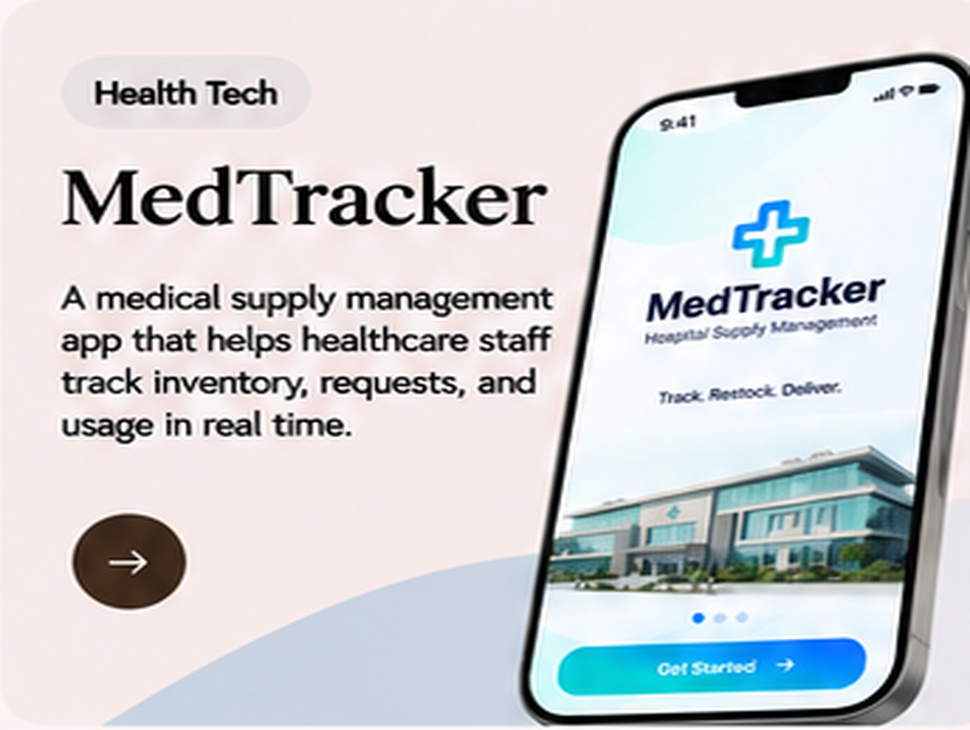 Health Tech
MedTracker
A medical supply management
app that helps healthcare staff
track inventory, requests, and
usage in real time.
9:41
MedTracker
Hospital Supply Management
Track. Restock. Deliver.
Get Started